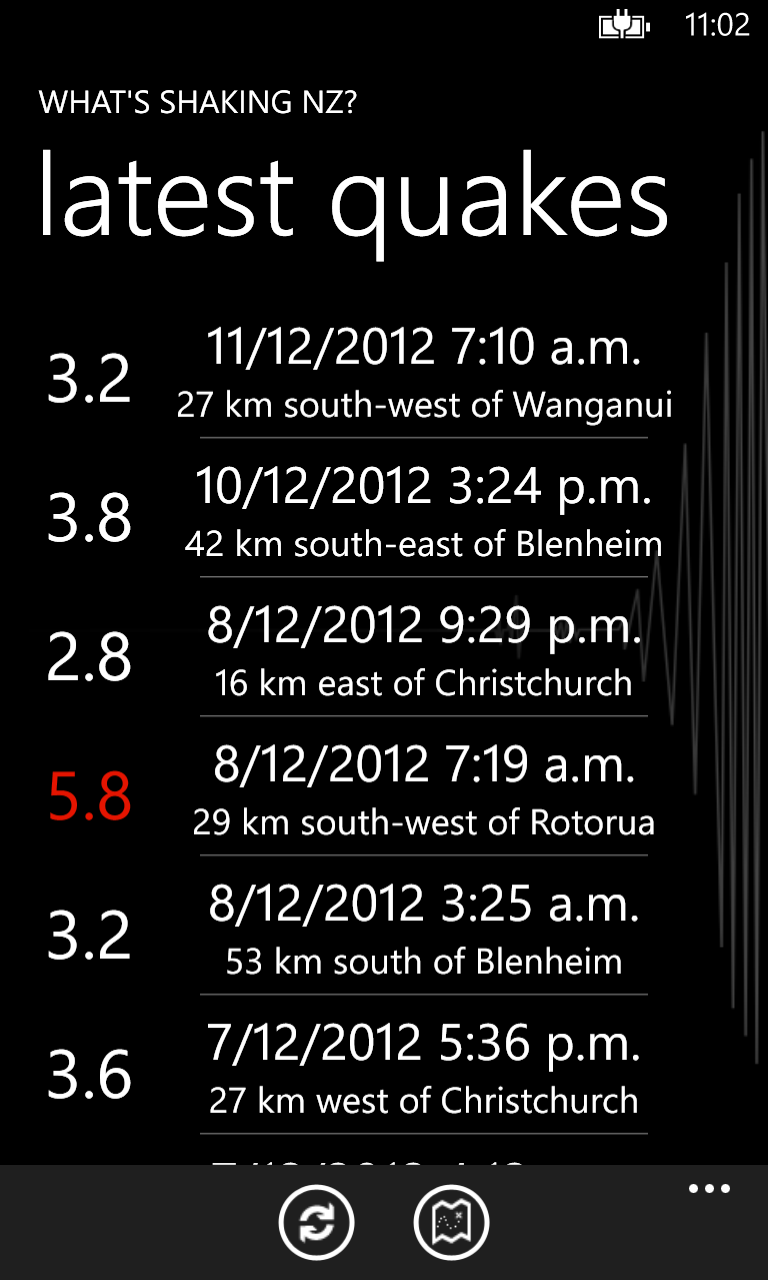 11:02
WHAT'S SHAKING NZ?
latest quakes
3.2
11/12/2012 7:10 a.m.
27 km south-west of Wanganui
3.8
10/12/2012 3:24 p.m.
42 km south-east of Blenheim
2.8
8/12/2012 9:29 p.m.
16 km east of Christchurch
5.8
8/12/2012 7:19 a.m.
29 km south-west of Rotorua
3.2
8/12/2012 3:25 a.m.
53 km south of Blenheim
3.6
7/12/2012 5:36 p.m.
27 km west of Christchurch